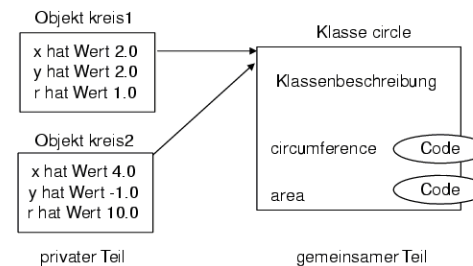 Objekt kreis1
x hat Wert 2.0
y hat Wert 2.0
r hat Wert 1.0
Objekt kreis2
x hat Wert 4.0
y hat Wert -1.0
r hat Wert 10.0
privater Teil
Klasse circle
Klassenbeschreibung
circumference Code
area Code
gemeinsamer Teil